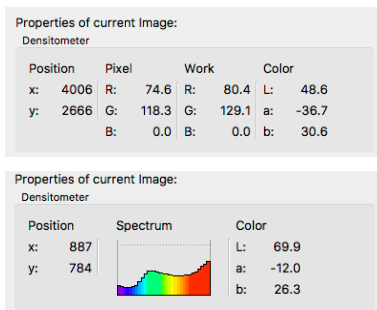 Properties of current Image:
Densitometer
Position Pixel Work Color
x: 4006 R: 74.6 R: 80.4 L: 48.6
y: 2666 G: 118.3 G: 129.1 a: -36.7
B: 0.0 B: 0.0 b: 30.6
Properties of current Image:
Densitometer
Position Spectrum Color
x: 887 L: 69.9
y: 784 a: -12.0
b: 26.3